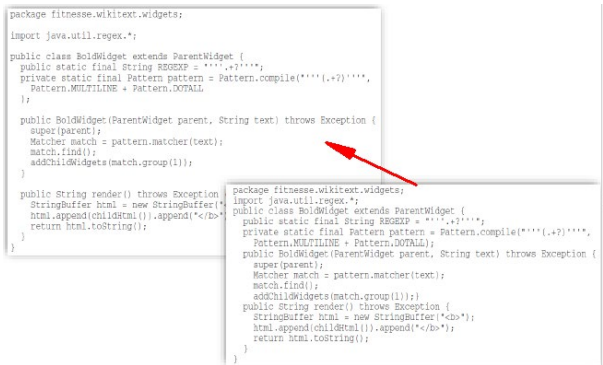 package fitnesse.wikitext.widgets;
import java.util.regex.*;
public class BoldWidget extends ParentWidget {
public static final String REGEXP = "'''.+?'''";
private static final Pattern pattern = Pattern.compile("'''(.+?)'''",
Pattern.MULTILINE + Pattern.DOTALL
);
public BoldWidget(ParentWidget parent, String text) throws Exception {
super(parent);
Matcher match = pattern.matcher(text);
match.find();
addChildWidgets(match.group(1));
}
public String render() throws Exception
StringBuffer html = new StringBuffer("<
html.append(childHtml()).append("</b>"
return html.toString();
}
}
package fitnesse.wikitext.widgets;
import java.util.regex.*;
public class BoldWidget extends ParentWidget {
public static final String REGEXP = "'''.+?'''";
private static final Pattern pattern = Pattern.compile("'''(.+?)'''",
Pattern.MULTILINE + Pattern.DOTALL);
public BoldWidget(ParentWidget parent, String text) throws Exception {
super(parent);
Matcher match = pattern.matcher(text);
match.find();
addChildWidgets(match.group(1));}
public String render() throws Exception {
StringBuffer html = new StringBuffer("<b>");
html.append(childHtml()).append("</b>");
return html.toString();
}
}